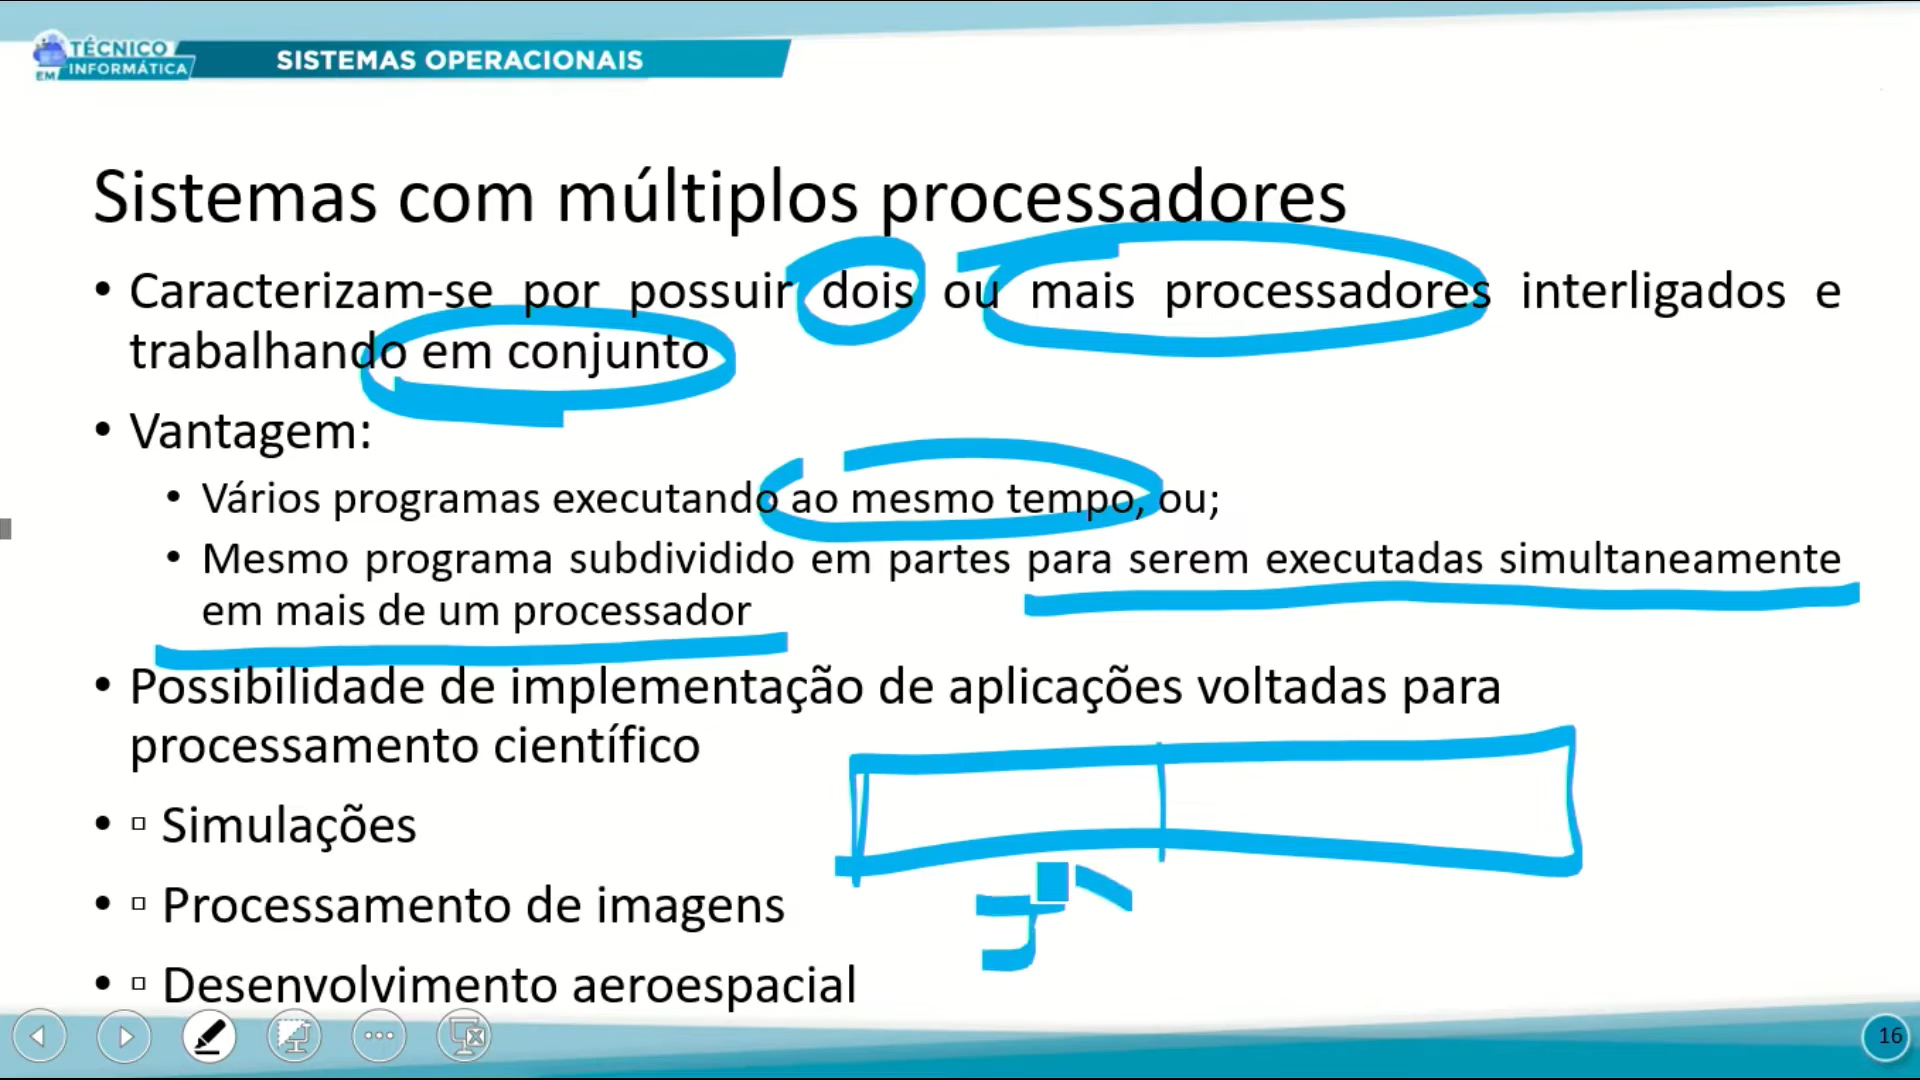 TÉCNICO
EM INFORMÁTICA
SISTEMAS OPERACIONAIS
Sistemas com múltiplos processadores
• Caracterizam-se por possuir dois ou mais processadores interligados e
trabalhando em conjunto
• Vantagem:
• Vários programas executando ao mesmo tempo, ou;
• Mesmo programa subdividido em partes para serem executadas simultaneamente
em mais de um processador
• Possibilidade de implementação de aplicações voltadas para
processamento científico
• ▫ Simulações
• ▫ Processamento de imagens
• ▫ Desenvolvimento aeroespacial
16